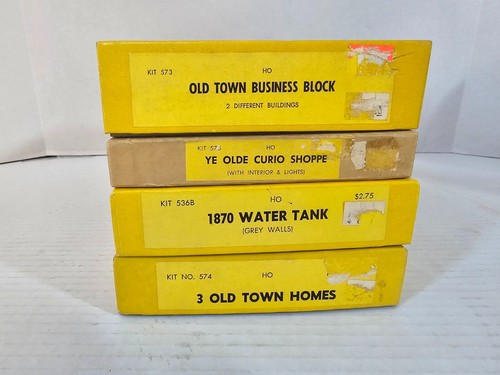 KIT 573 HO
OLD TOWN BUSINESS BLOCK
2 DIFFERENT BUILDINGS
HO
YE OLDE CURIO SHOPPE
(WITH INTERIOR & LIGHTS)
KIT 536B HO $2.75
1870 WATER TANK
(GREY WALLS)
KIT NO. 574 HO
3 OLD TOWN HOMES